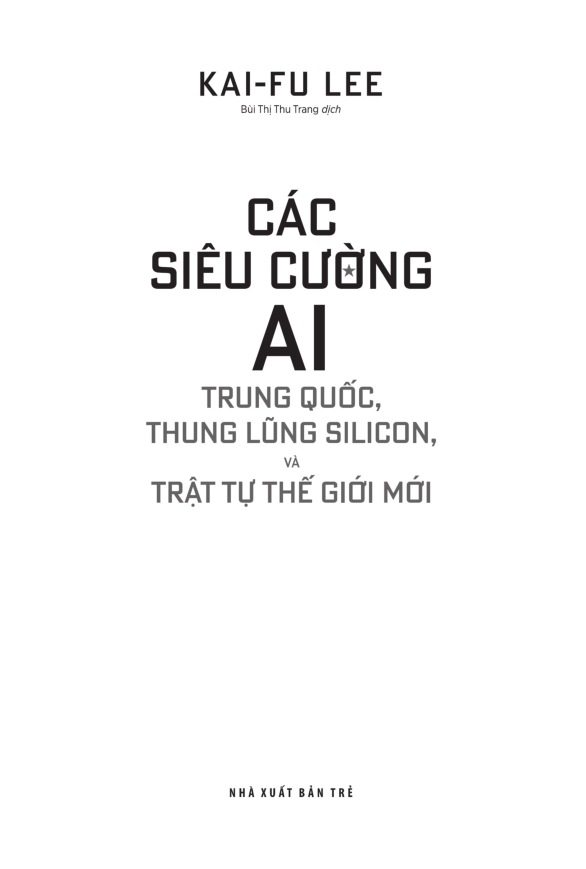 KAI-FU LEE
Bùi Thị Thu Trang dịch
CÁC
SIÊU CƯỜNG
AI
TRUNG QUỐC,
THUNG LŨNG SILICON,
VÀ
TRẬT TỰ THẾ GIỚI MỚI
NHÀ XUẤT BẢN TRẺ